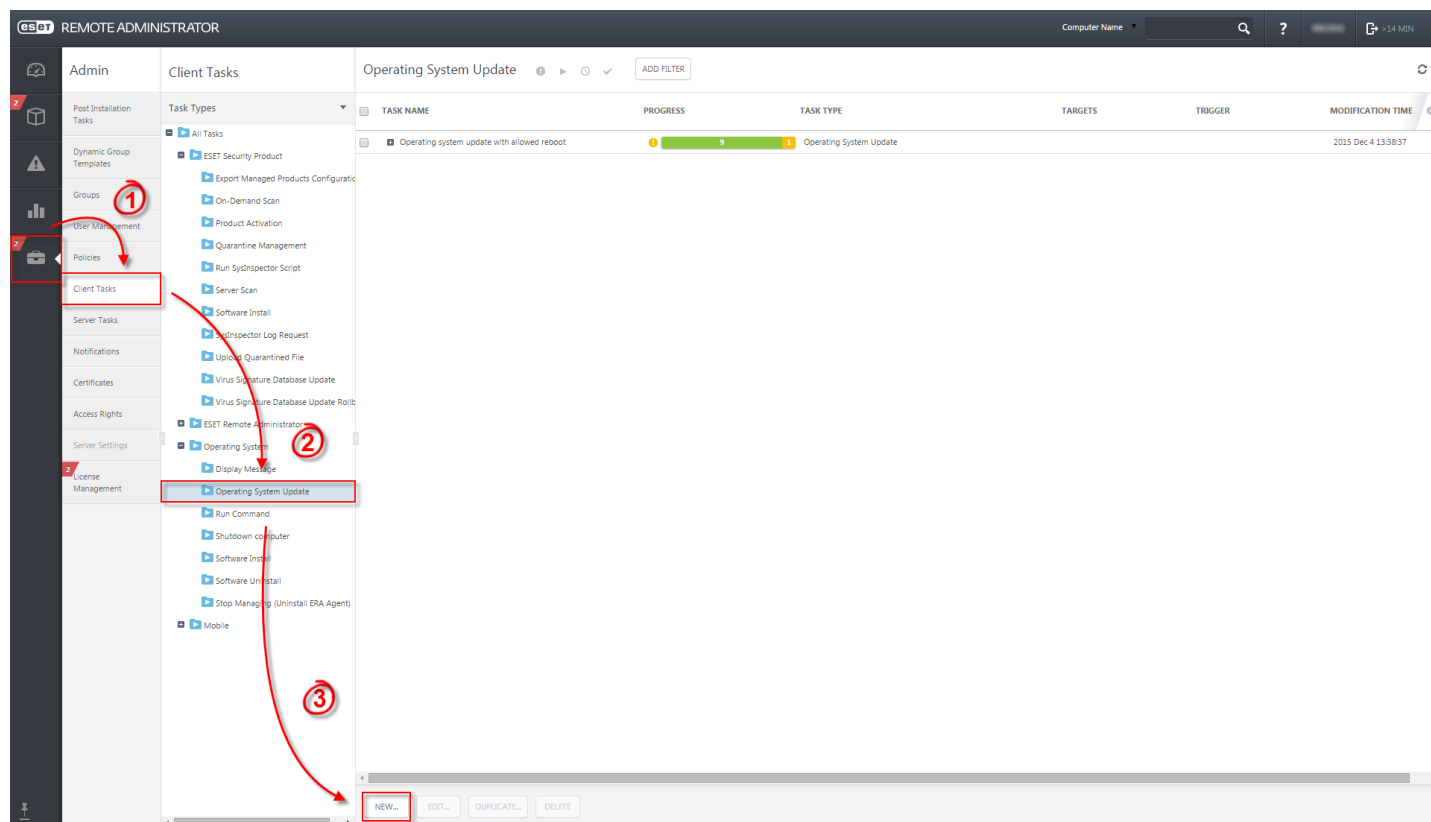 eseT REMOTE ADMINISTRATOR
Computer Name
?
>14 MIN
Admin
2
Post Installation
Tasks
Dynamic Group
Templates
Groups
User Management
2
Policies
Client Tasks
Server Tasks
Notifications
Certificates
Access Rights
Server Settings
2
License
Management
Client Tasks
Task Types
All Tasks
ESET Security Product
Export Managed Products Configuratio
On-Demand Scan
Product Activation
Quarantine Management
Run SysInspector Script
Server Scan
Software Install
SysInspector Log Request
Upload Quarantined File
Virus Signature Database Update
Virus Signature Database Update Rollb
ESET Remote Administrator
Operating System
Display Message
Operating System Update
Run Command
Shutdown computer
Software Install
Software Uninstall
Stop Managing (Uninstall ERA Agent)
Mobile
1
2
3
Operating System Update
ADD FILTER
TASK NAME PROGRESS TASK TYPE TARGETS TRIGGER MODIFICATION TIME
Operating system update with allowed reboot 9 1 Operating System Update 2015 Dec 4 13:38:37
NEW... EDIT... DUPLICATE... DELETE